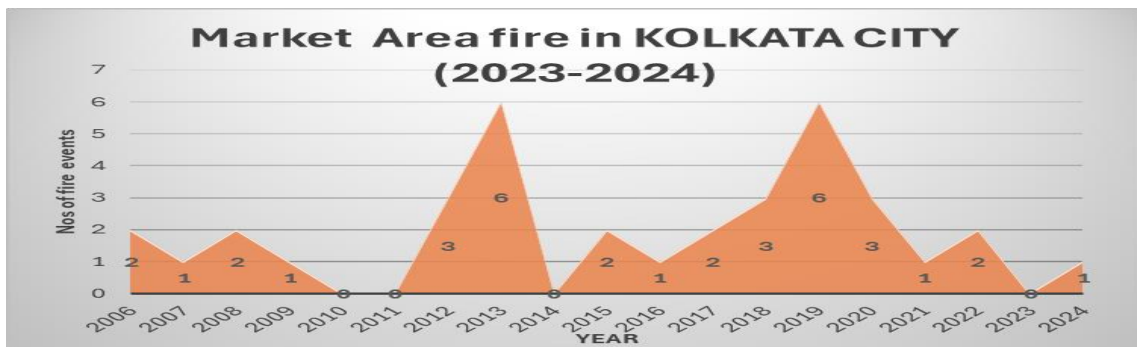 Market Area fire in KOLKATA CITY
(2023-2024)
Nos of fire events
7
6
5
4
3
2
1
0
2 1 2 1 0 0 3 6 0 2 1 2 3 6 3 1 2 0 1
2006 2007 2008 2009 2010 2011 2012 2013 2014 2015 2016 2017 2018 2019 2020 2021 2022 2023 2024
YEAR